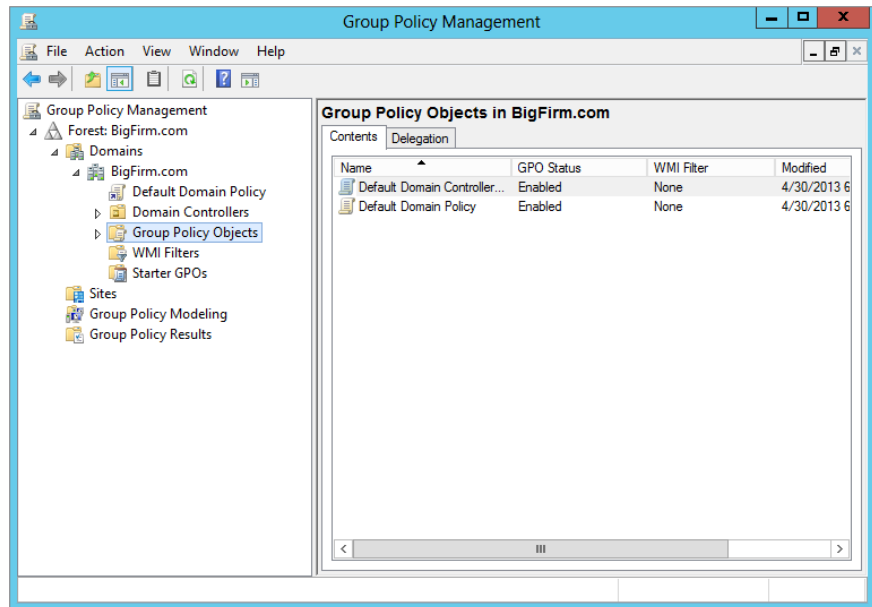 Group Policy Management
File Action View Window Help
Group Policy Management
Forest: BigFirm.com
Domains
BigFirm.com
Default Domain Policy
Domain Controllers
Group Policy Objects
WMI Filters
Starter GPOs
Sites
Group Policy Modeling
Group Policy Results
Group Policy Objects in BigFirm.com
Contents Delegation
Name GPO Status WMI Filter Modified
Default Domain Controller... Enabled None 4/30/2013 6
Default Domain Policy Enabled None 4/30/2013 6